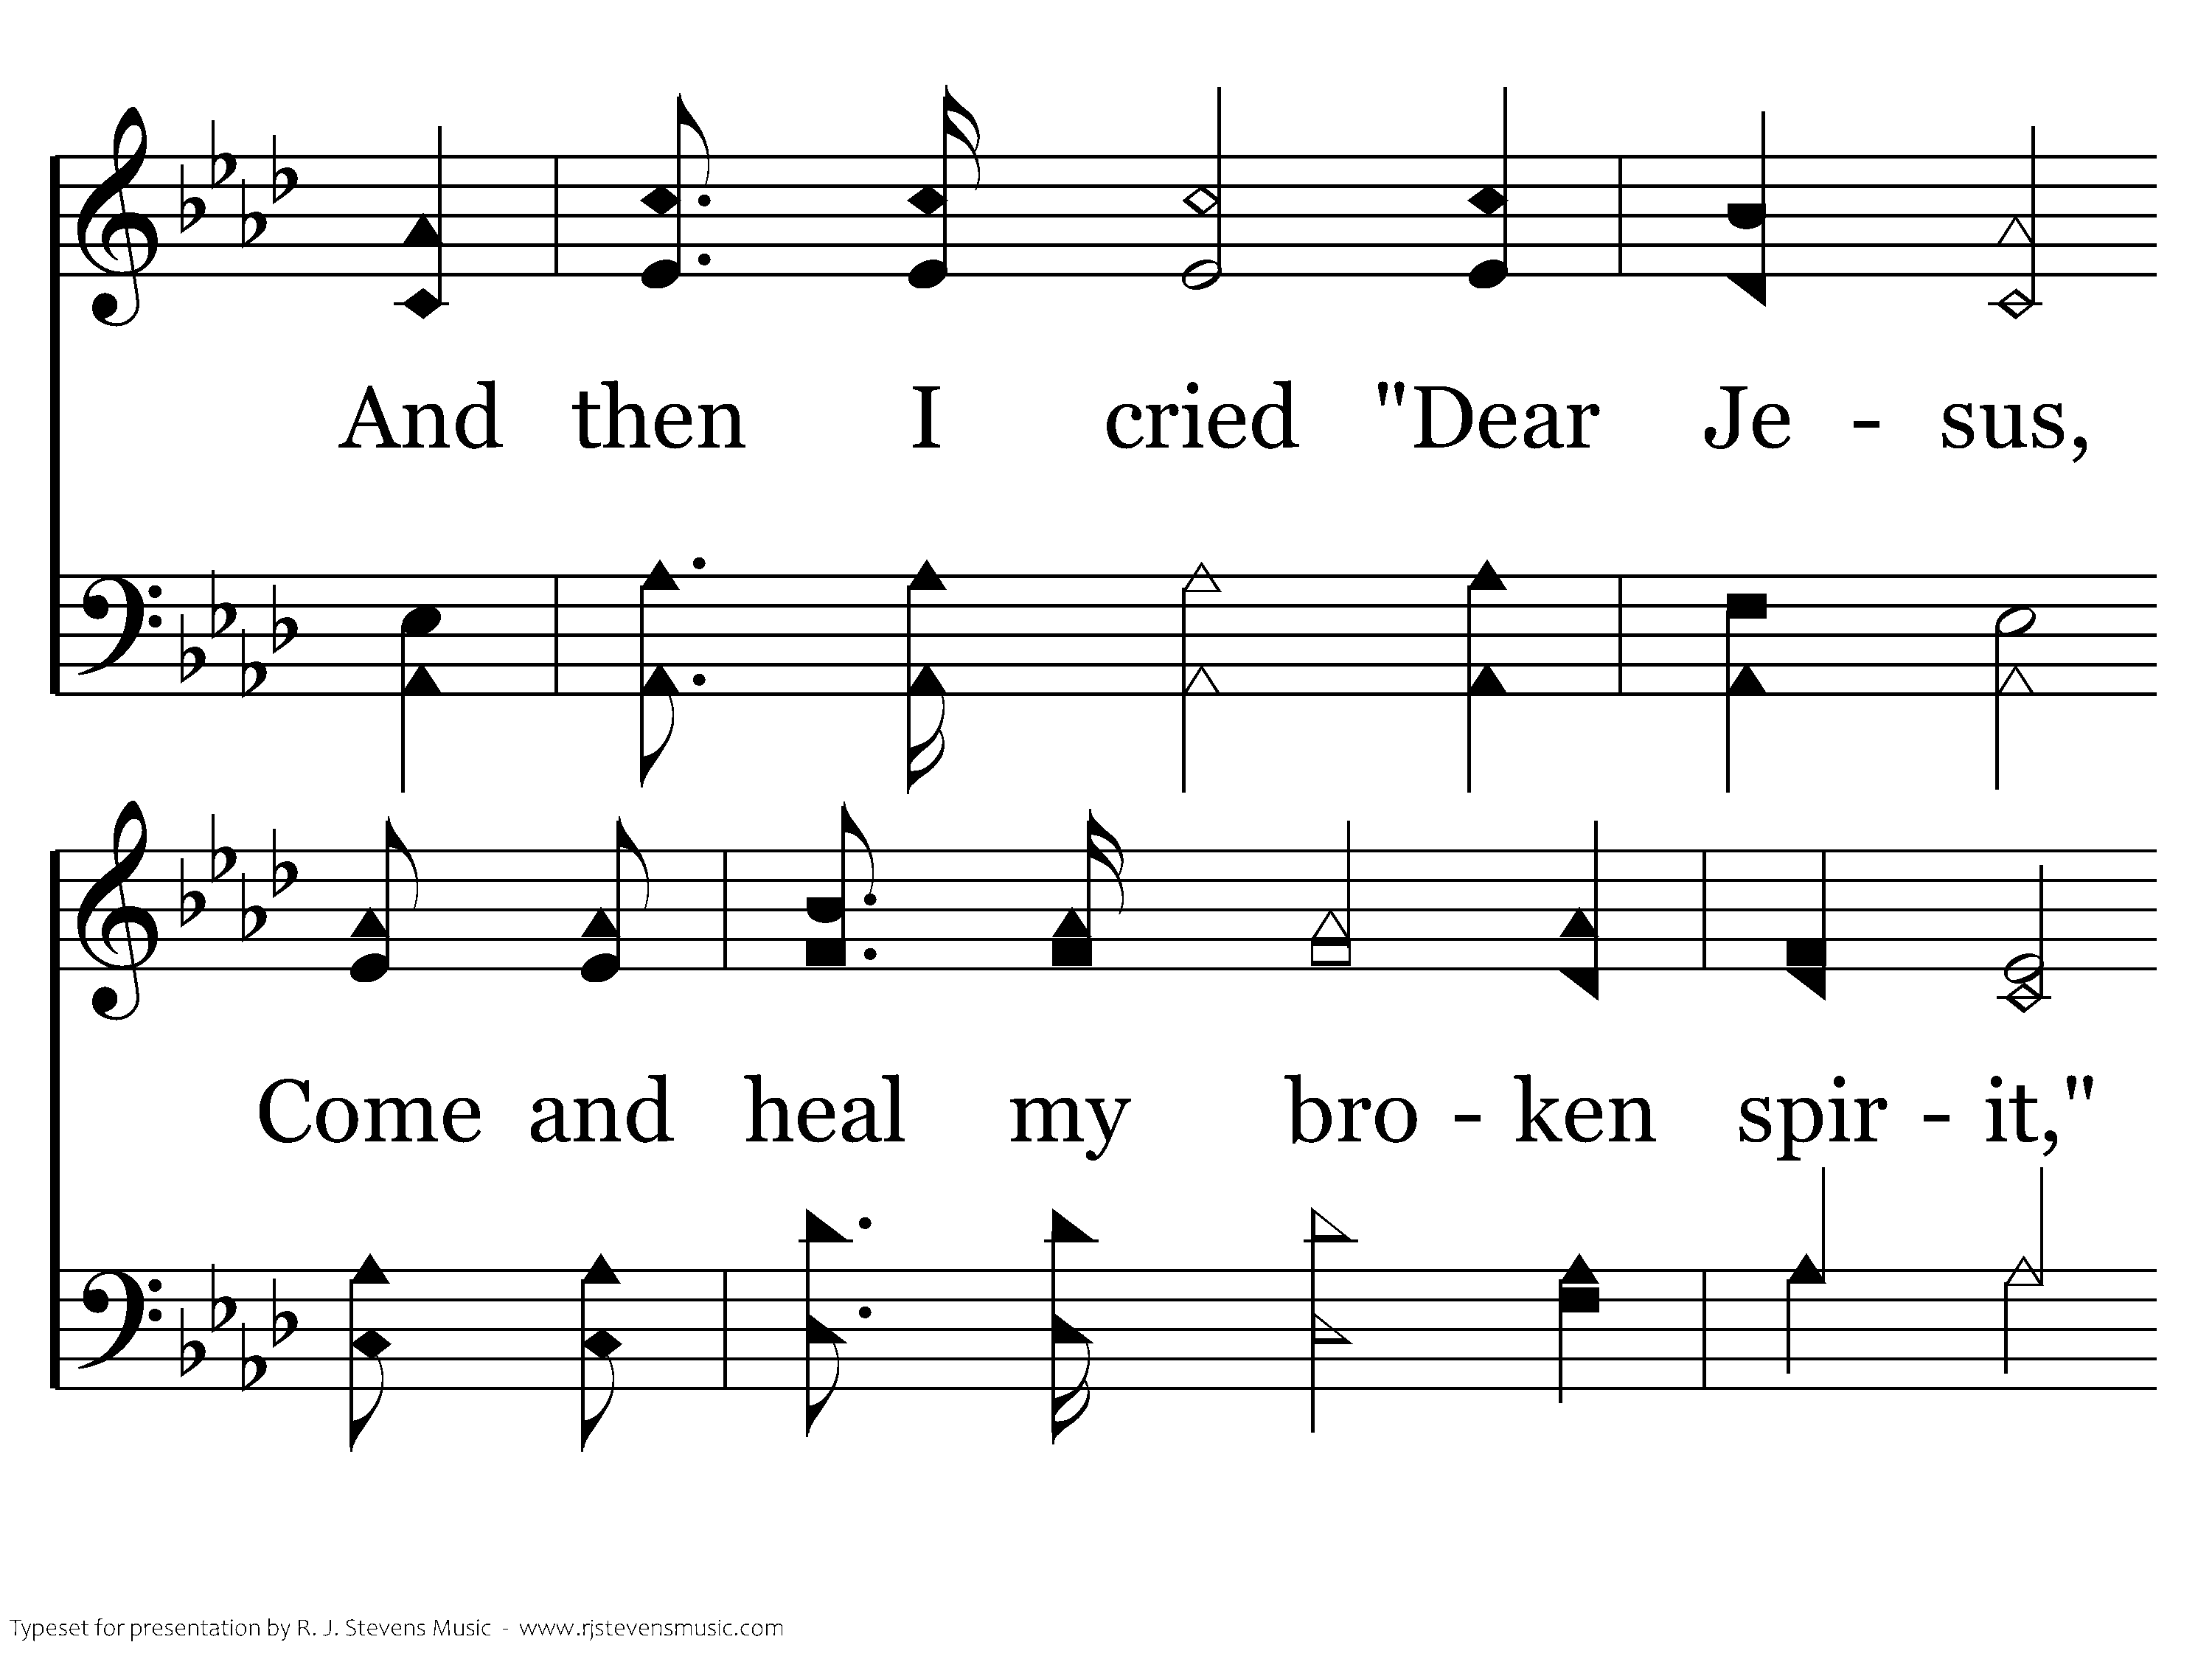 And then I cried "Dear Je - sus,
Come and heal my bro - ken spir - it,"
Typeset for presentation by R. J. Stevens Music - www.rjstevensmusic.com